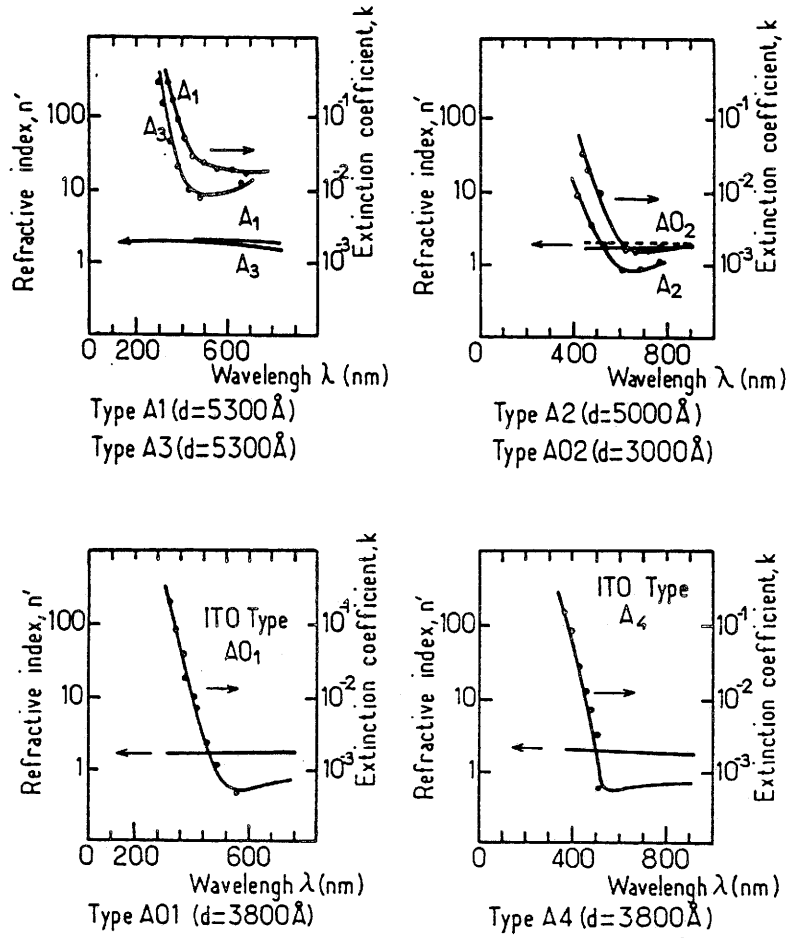 Refractive index, n'
100
10
1
A1
A3
A1
A3
10⁻¹
10⁻²
10⁻³
Extinction coefficient, k
0 200 600
Wavelengh λ (nm)
Type A1 (d=5300Å)
Type A3 (d=5300Å)
Refractive index, n'
100
10
1
AO2
A2
10⁻¹
10⁻²
10⁻³
Extinction coefficient, k
0 400 800
Wavelengh λ (nm)
Type A2 (d=5000Å)
Type AO2 (d=3000Å)
Refractive index, n'
100
10
1
ITO Type
AO1
10⁻¹
10⁻²
10⁻³
Extinction coefficient, k
0 200 600
Wavelengh λ (nm)
Type AO1 (d=3800Å)
Refractive index, n'
100
10
1
ITO Type
A4
10⁻¹
10⁻²
10⁻³
Extinction coefficient, k
0 400 800
Wavelengh λ (nm)
Type A4 (d=3800Å)